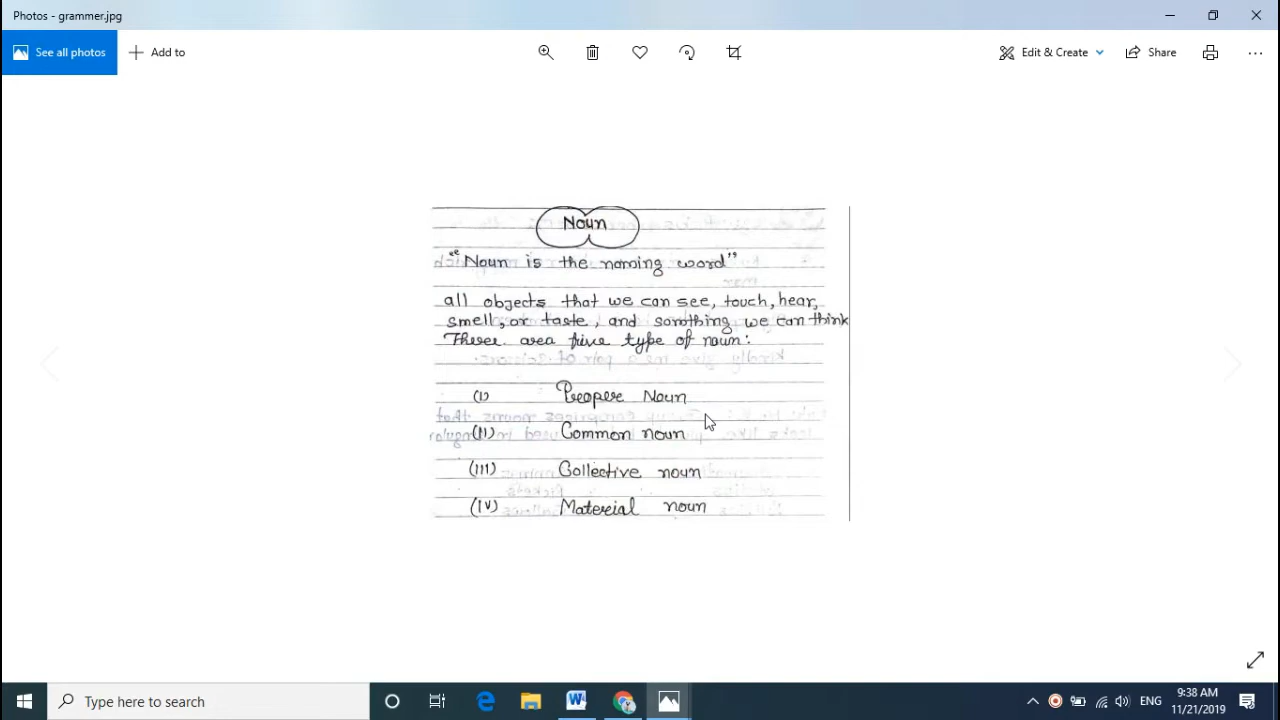 Photos - grammer.jpg
See all photos
Add to
Edit & Create
Share
Noun
"Noun is the naming word"
all objects that we can see, touch, hear,
smell, or taste, and somthing we can think
There area five type of noun:
(I) Proper Noun
(II) Common noun
(III) Collective noun
(IV) Material noun
Type here to search
ENG
9:38 AM
11/21/2019